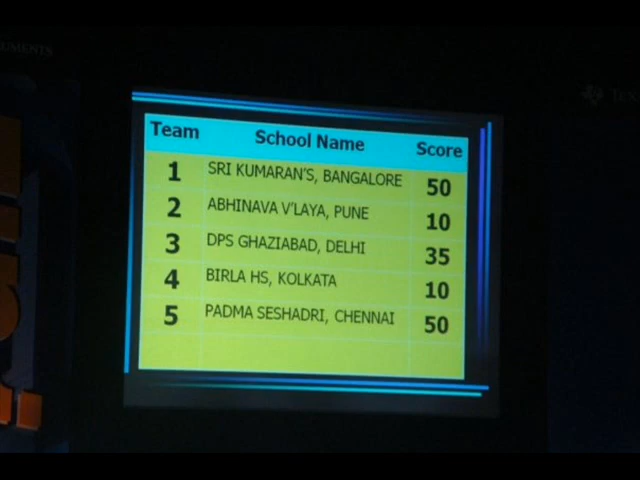 UMENTS
Team School Name Score
1 SRI KUMARAN'S, BANGALORE 50
2 ABHINAVA V'LAYA, PUNE 10
3 DPS GHAZIABAD, DELHI 35
4 BIRLA HS, KOLKATA 10
5 PADMA SESHADRI, CHENNAI 50